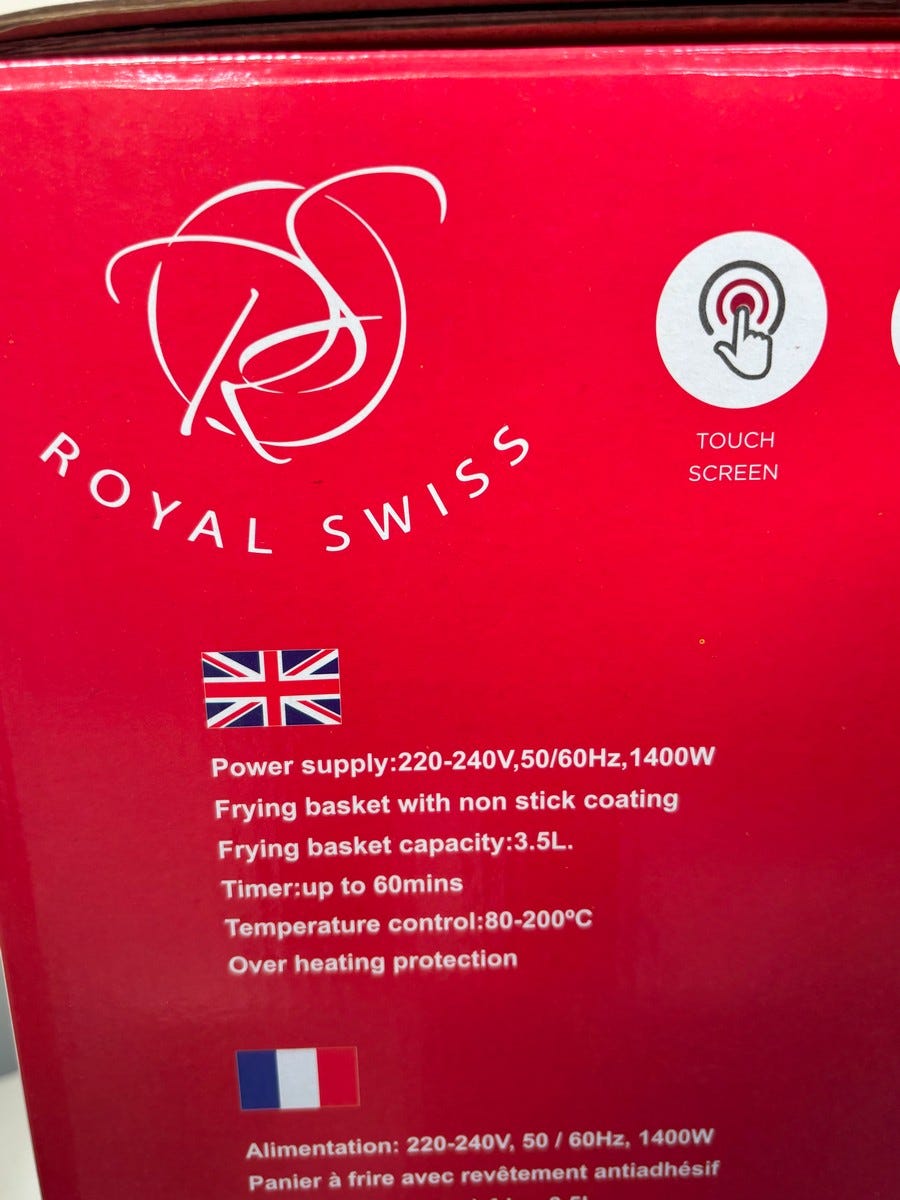 ROYAL SWISS
TOUCH
SCREEN
Power supply:220-240V,50/60Hz,1400W
Frying basket with non stick coating
Frying basket capacity:3.5L.
Timer:up to 60mins
Temperature control:80-200ºC
Over heating protection
Alimentation: 220-240V, 50 / 60Hz, 1400W
Panier à frire avec revêtement antiadhésif